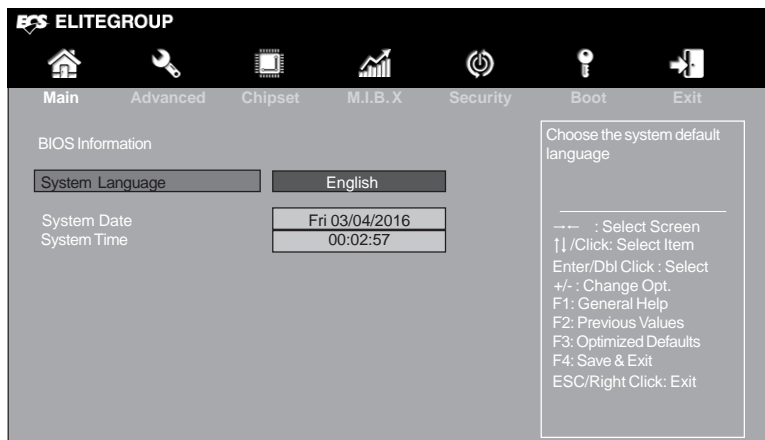 ECS ELITEGROUP
Main Advanced Chipset M.I.B.X Security Boot Exit
BIOS Information
System Language English
System Date Fri 03/04/2016
System Time 00:02:57
Choose the system default
language
→← : Select Screen
↑↓/Click: Select Item
Enter/Dbl Click : Select
+/- : Change Opt.
F1: General Help
F2: Previous Values
F3: Optimized Defaults
F4: Save & Exit
ESC/Right Click: Exit